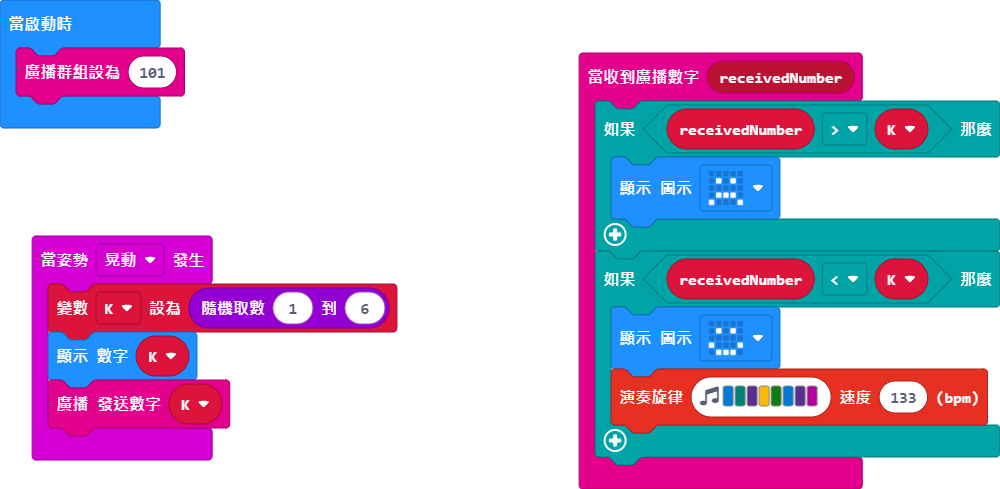 當啟動時
廣播群組設為 101
當姿勢 晃動 發生
變數 K 設為 隨機取數 1 到 6
顯示 數字 K
廣播 發送數字 K
當收到廣播數字 receivedNumber
如果 receivedNumber > K 那麼
顯示 圖示
如果 receivedNumber < K 那麼
顯示 圖示
演奏旋律 速度 133 (bpm)